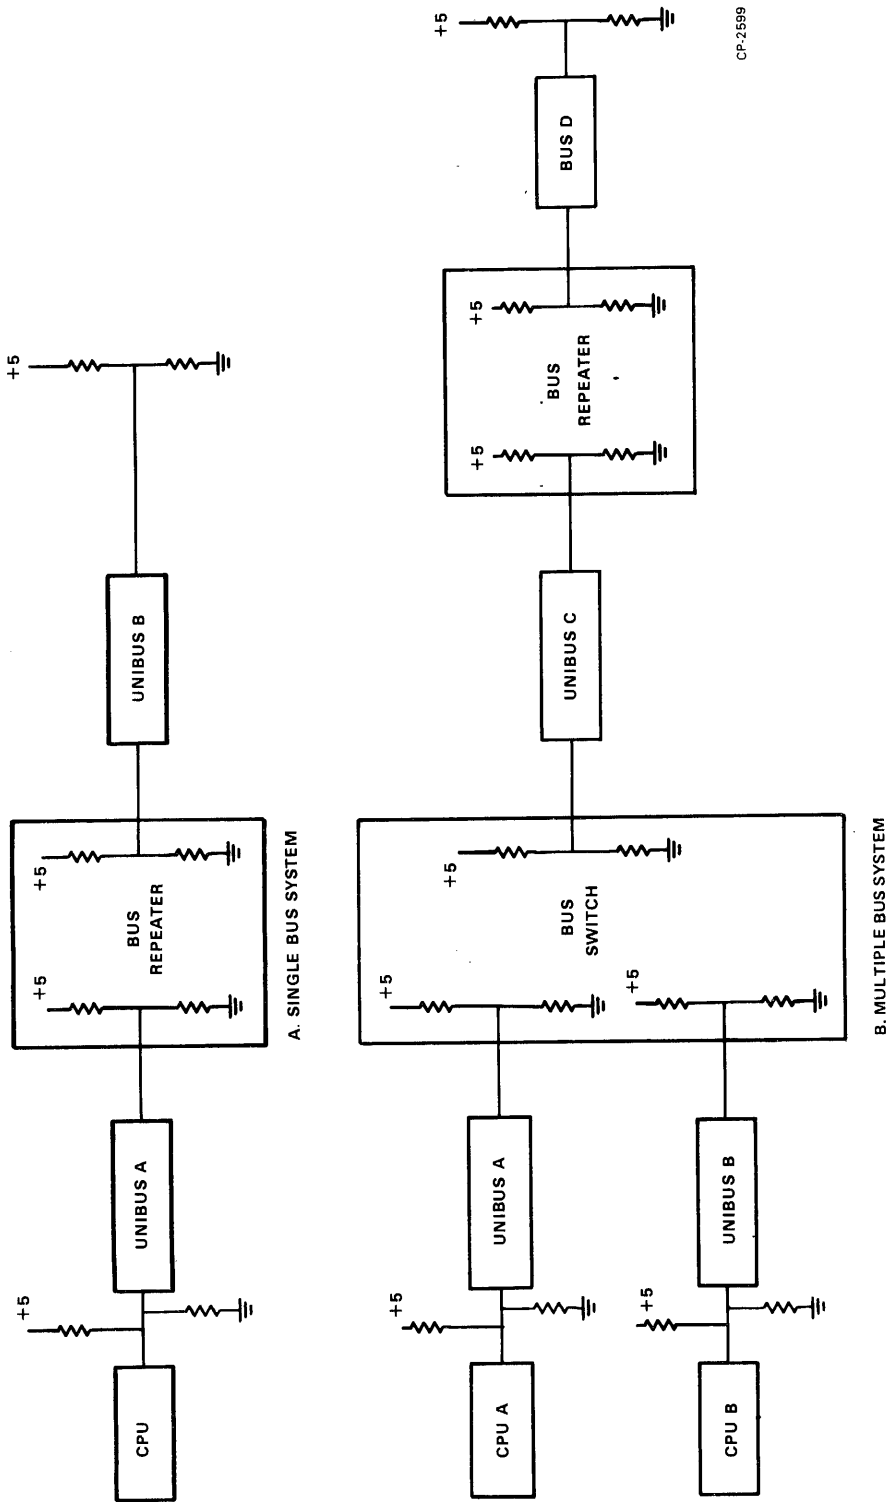 +5
+5
+5
+5
CPU
UNIBUS A
BUS
REPEATER
UNIBUS B
A. SINGLE BUS SYSTEM
+5
+5
+5
+5
+5
CPU A
UNIBUS A
BUS
SWITCH
UNIBUS C
BUS
REPEATER
BUS D
+5
+5
+5
CPU B
UNIBUS B
CP-2599
B. MULTIPLE BUS SYSTEM